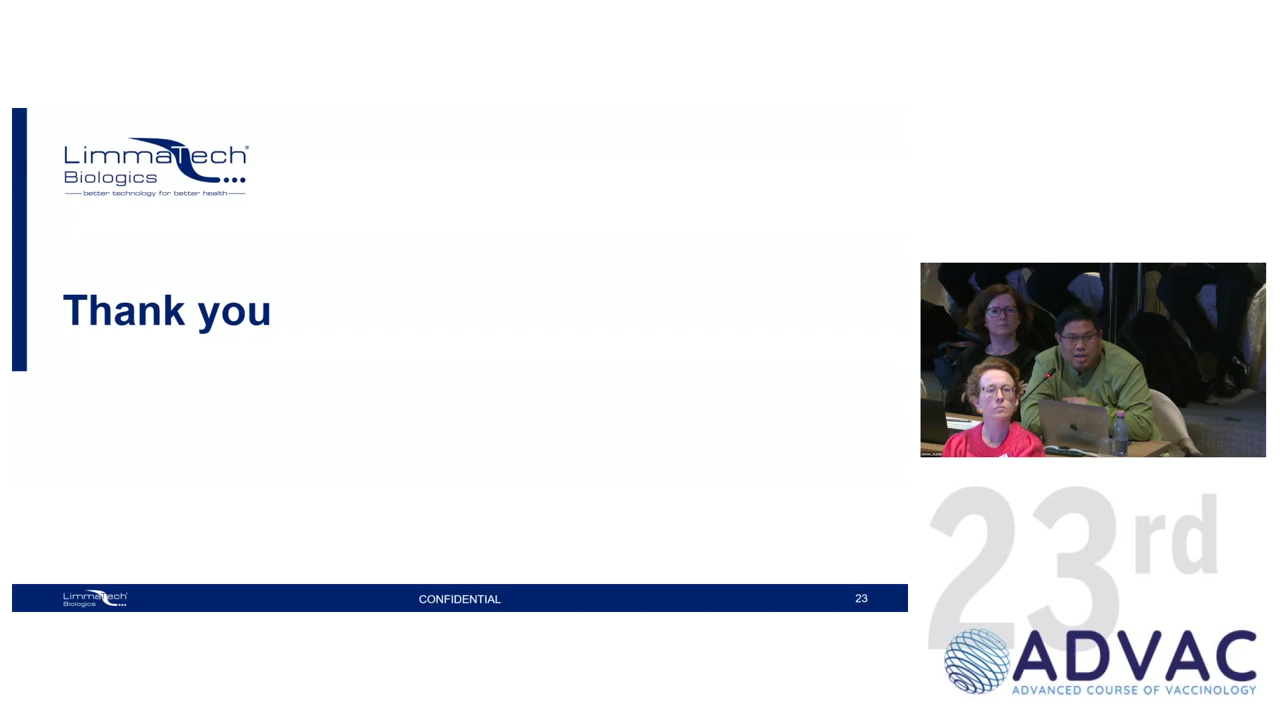 LimmaTech®
Biologics
better technology for better health
Thank you
LimmaTech
Biologics
CONFIDENTIAL
23
23rd
ADVAC
ADVANCED COURSE OF VACCINOLOGY